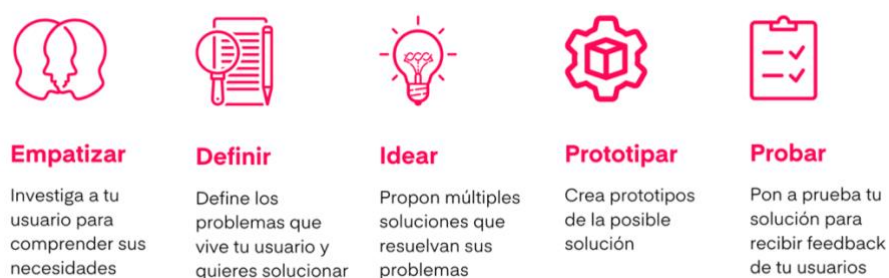 Empatizar
Investiga a tu
usuario para
comprender sus
necesidades
Definir
Define los
problemas que
vive tu usuario y
quieres solucionar
Idear
Propon múltiples
soluciones que
resuelvan sus
problemas
Prototipar
Crea prototipos
de la posible
solución
Probar
Pon a prueba tu
solución para
recibir feedback
de tu usuarios